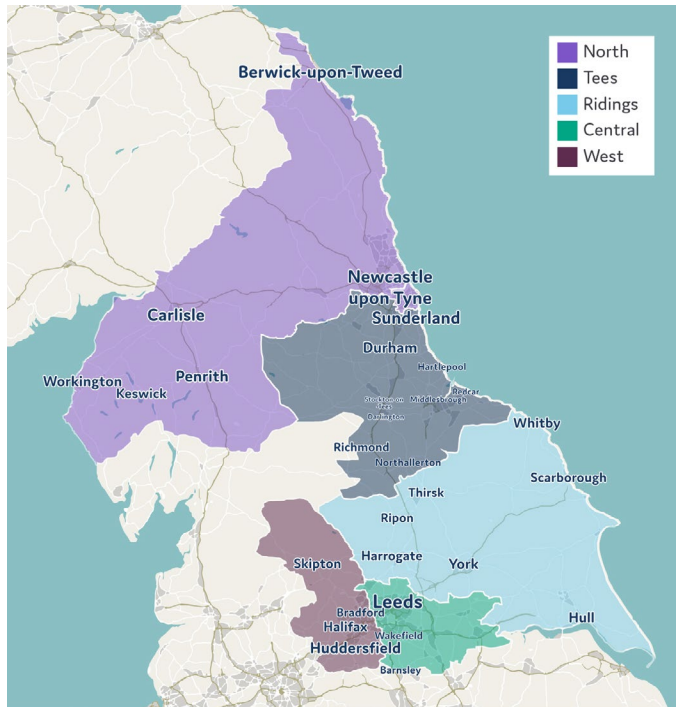 North
Tees
Ridings
Central
West
Berwick-upon-Tweed
Newcastle
upon Tyne
Sunderland
Carlisle
Durham
Hartlepool
Workington
Keswick
Penrith
Stockton on
Tees
Middlesbrough
Redcar
Darlington
Whitby
Richmond
Northallerton
Scarborough
Thirsk
Ripon
Harrogate
York
Skipton
Leeds
Bradford
Halifax
Wakefield
Hull
Huddersfield
Barnsley